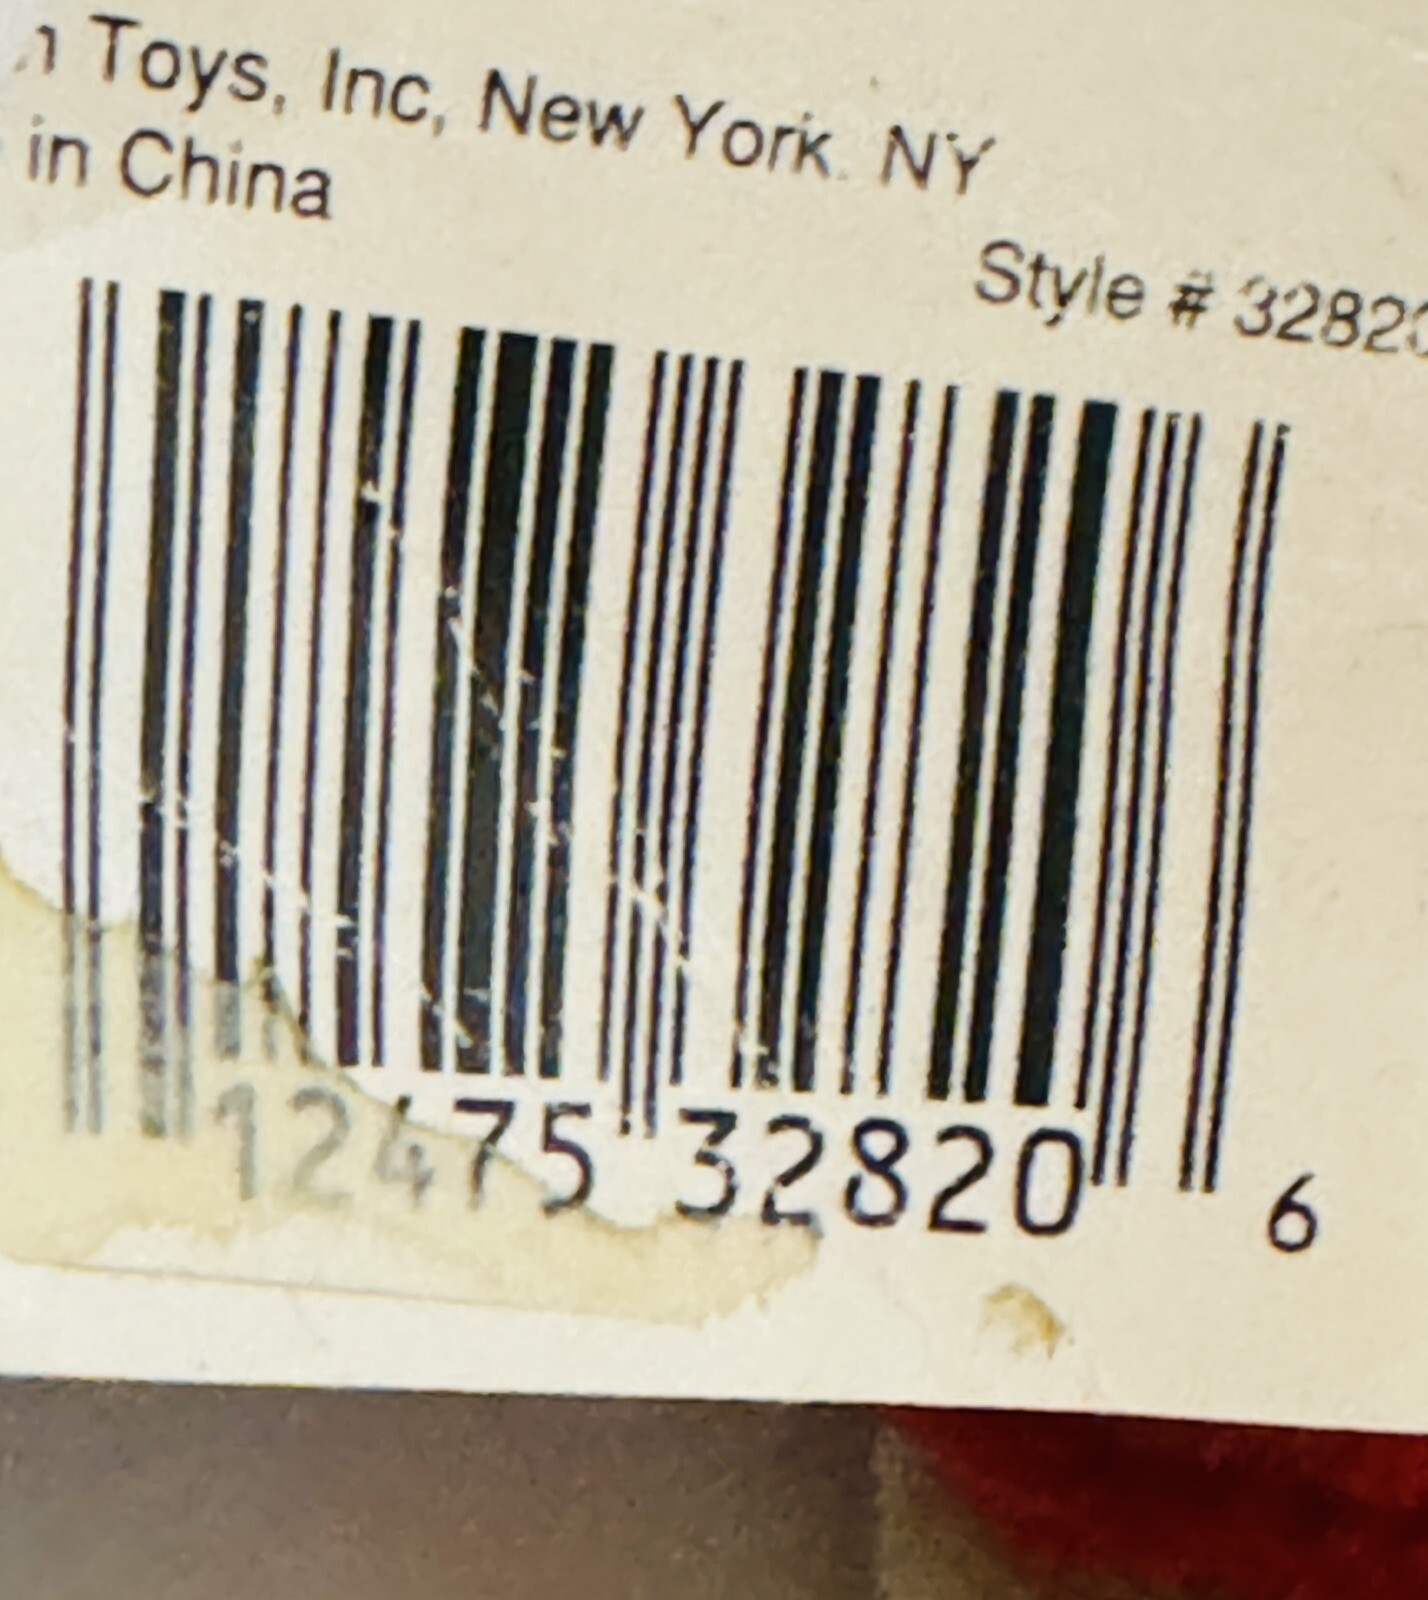 n Toys, Inc, New York. NY
in China
Style # 3282
12475 32820 6